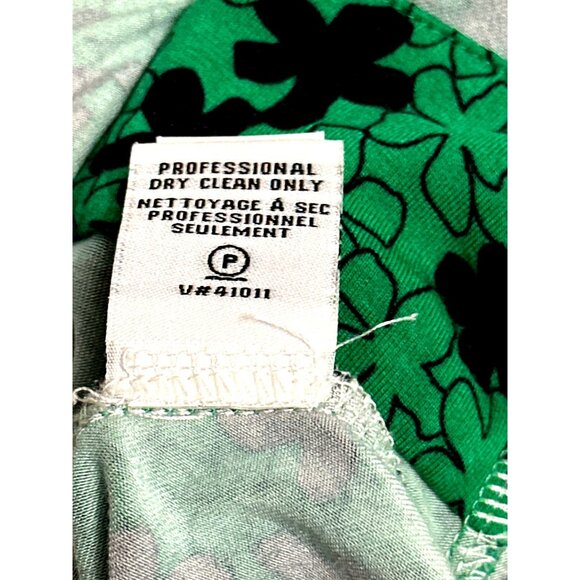 PROFESSIONAL
DRY CLEAN ONLY
NETTOYAGE À SEC
PROFESSIONNEL
SEULEMENT
P
V#41011